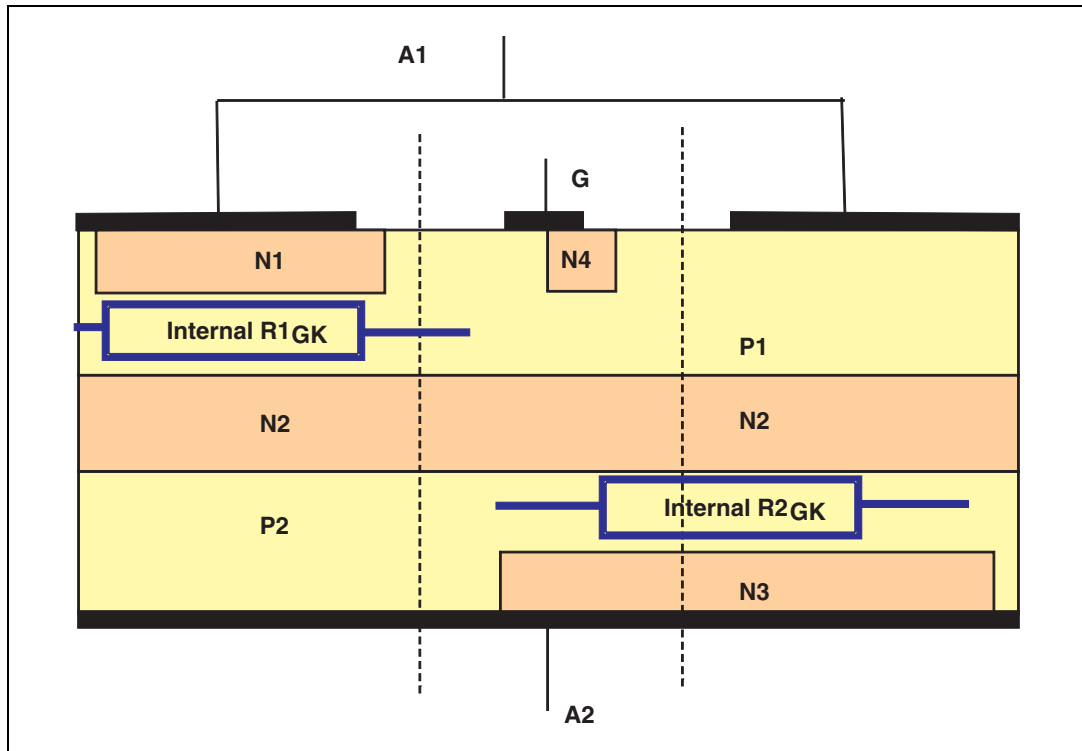 A1
G
N1
N4
Internal R1GK
P1
N2
N2
Internal R2GK
P2
N3
A2